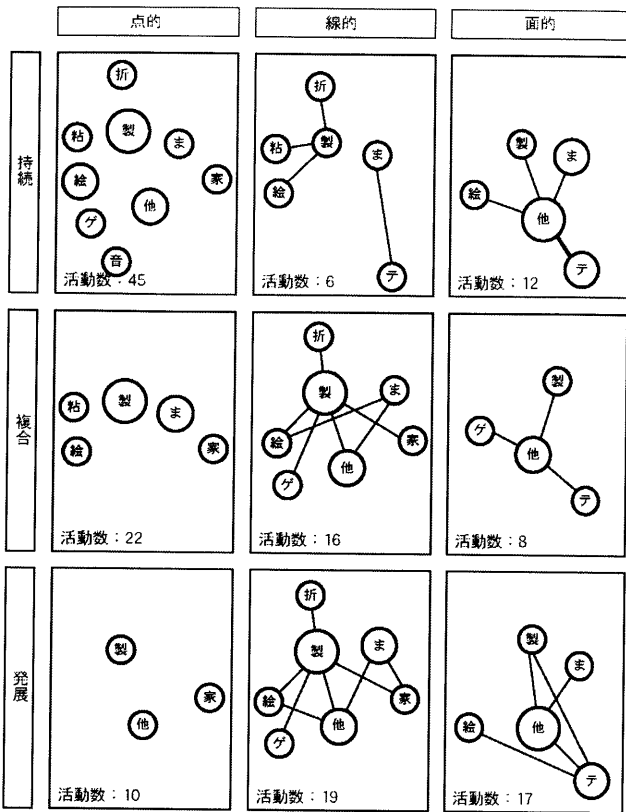 点的
線的
面的
持続
折
粘
製
ま
絵
家
他
ゲ
音
活動数：45
折
粘
製
ま
絵
テ
活動数：6
製
ま
絵
他
テ
活動数：12
複合
粘
製
ま
絵
家
活動数：22
折
製
ま
絵
家
他
ゲ
活動数：16
製
ゲ
他
テ
活動数：8
発展
製
家
他
活動数：10
折
製
ま
絵
家
他
ゲ
活動数：19
製
ま
絵
他
テ
活動数：17